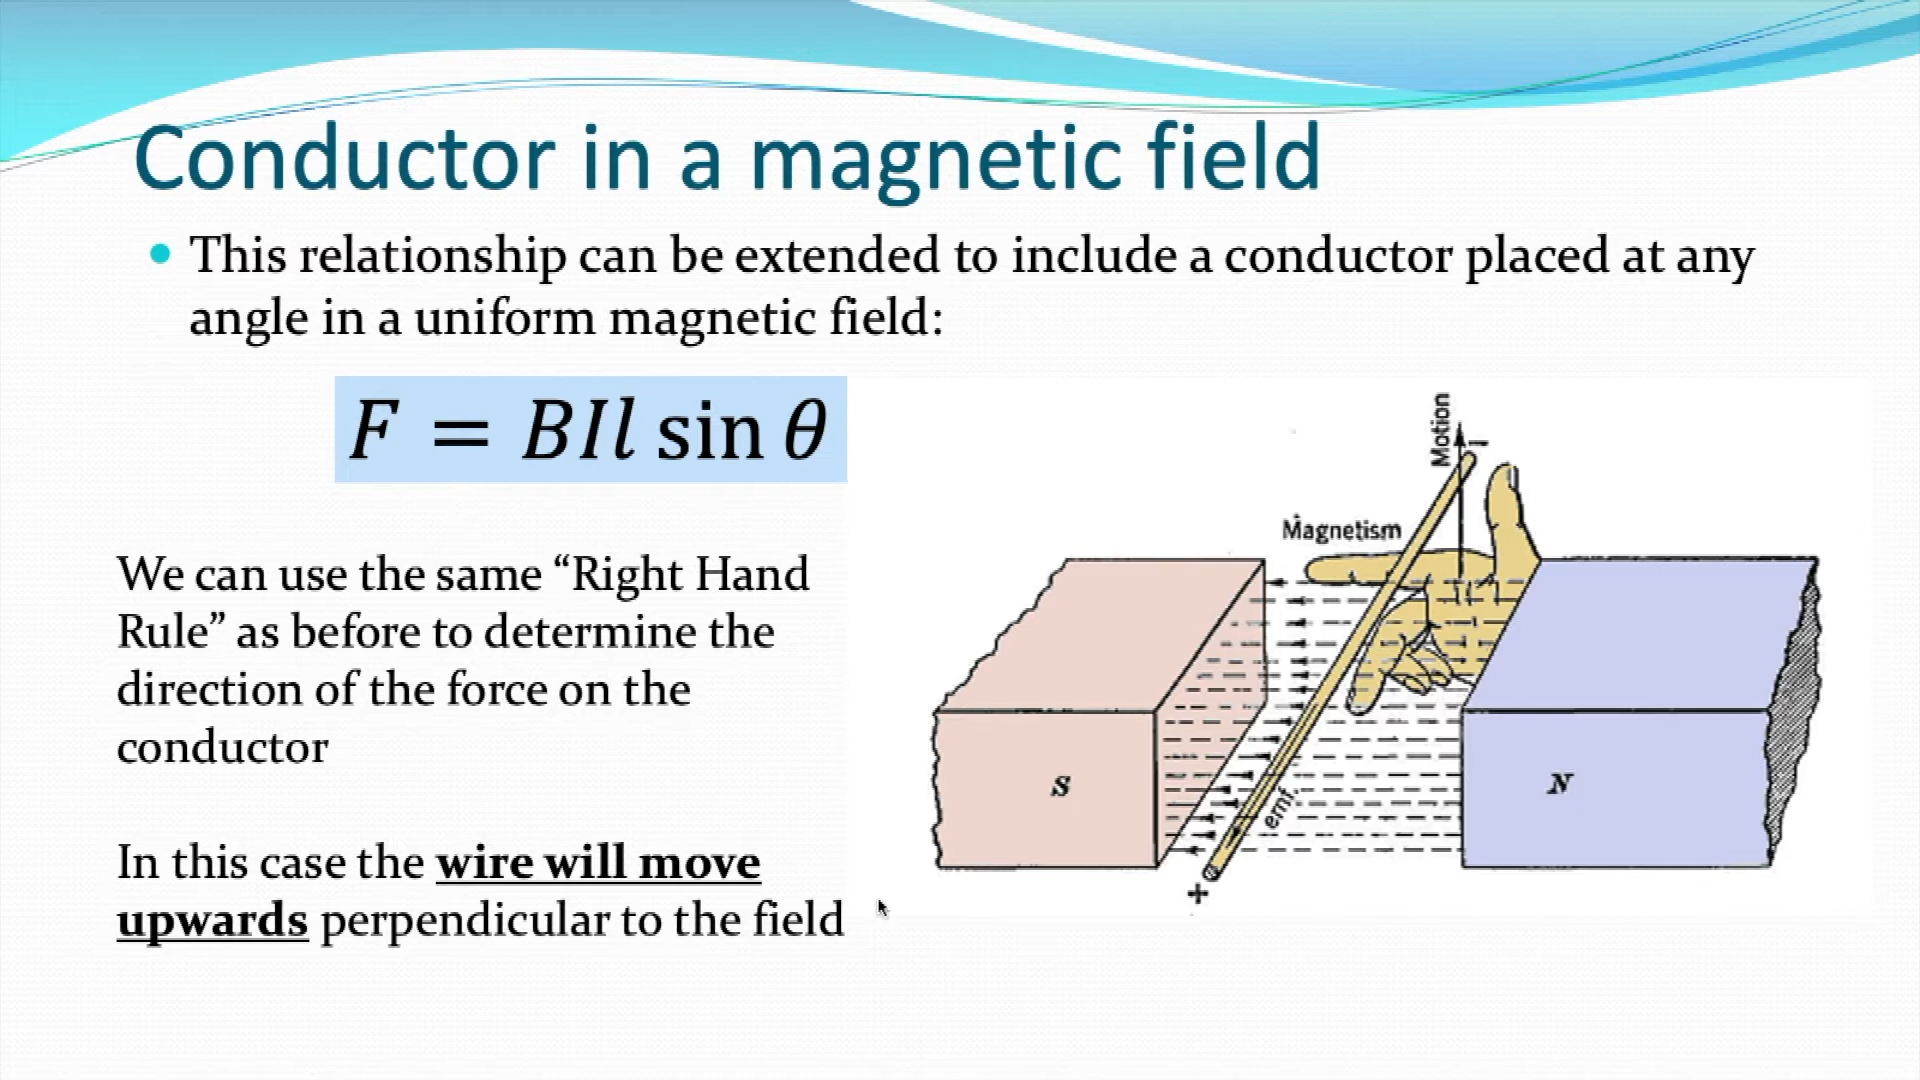 Conductor in a magnetic field
This relationship can be extended to include a conductor placed at any
angle in a uniform magnetic field:
F = BIl sin θ
We can use the same “Right Hand
Rule” as before to determine the
direction of the force on the
conductor
In this case the wire will move
upwards perpendicular to the field
Motion
−
Magnetism
S
N
emf.
+